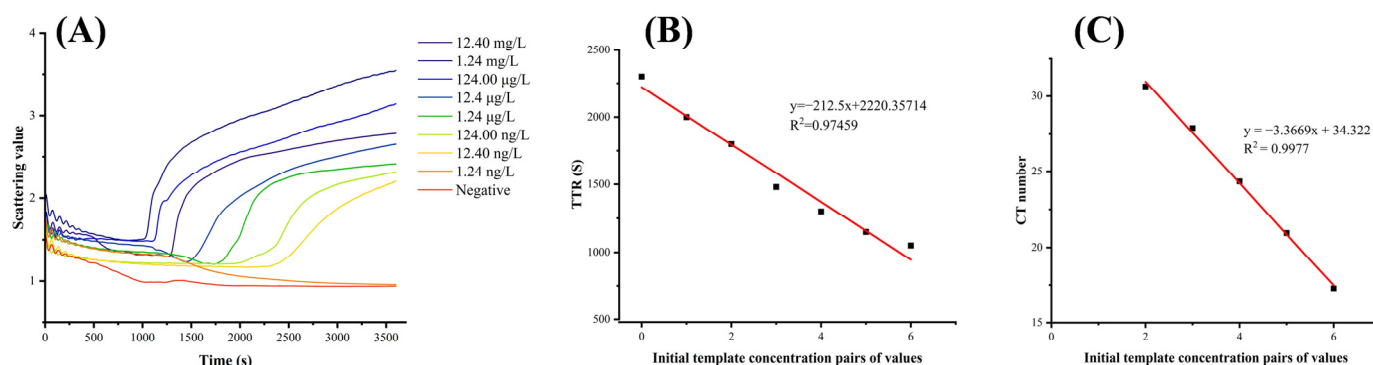 (A)
4
3
2
1
0
500
1000
1500
2000
2500
3000
3500
Scattering value
Time (s)
12.40 mg/L
1.24 mg/L
124.00 μg/L
12.4 μg/L
1.24 μg/L
124.00 ng/L
12.40 ng/L
1.24 ng/L
Negative
(B)
2500
2000
1500
1000
500
0
2
4
6
TTR (S)
y=−212.5x+2220.35714
R²=0.97459
Initial template concentration pairs of values
(C)
30
25
20
15
0
2
4
6
CT number
y = −3.3669x + 34.322
R² = 0.9977
Initial template concentration pairs of values